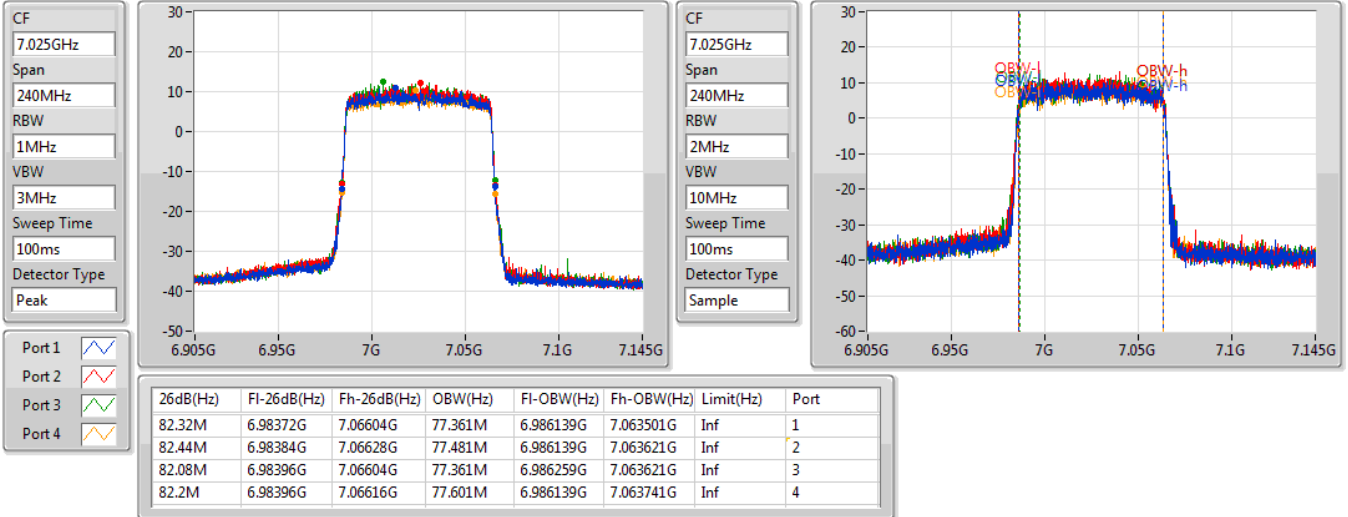 CF
7.025GHz
Span
240MHz
RBW
1MHz
VBW
3MHz
Sweep Time
100ms
Detector Type
Peak
30
20
10
0
-10
-20
-30
-40
-50
6.905G 6.95G 7G 7.05G 7.1G 7.145G
CF
7.025GHz
Span
240MHz
RBW
2MHz
VBW
10MHz
Sweep Time
100ms
Detector Type
Sample
30
20
10
0
-10
-20
-30
-40
-50
-60
OBW-h
OBW-h
6.905G 6.95G 7G 7.05G 7.1G 7.145G
Port 1
Port 2
Port 3
Port 4
26dB(Hz) Fl-26dB(Hz) Fh-26dB(Hz) OBW(Hz) Fl-OBW(Hz) Fh-OBW(Hz) Limit(Hz) Port
82.32M 6.98372G 7.06604G 77.361M 6.986139G 7.063501G Inf 1
82.44M 6.98384G 7.06628G 77.481M 6.986139G 7.063621G Inf 2
82.08M 6.98396G 7.06604G 77.361M 6.986259G 7.063621G Inf 3
82.2M 6.98396G 7.06616G 77.601M 6.986139G 7.063741G Inf 4